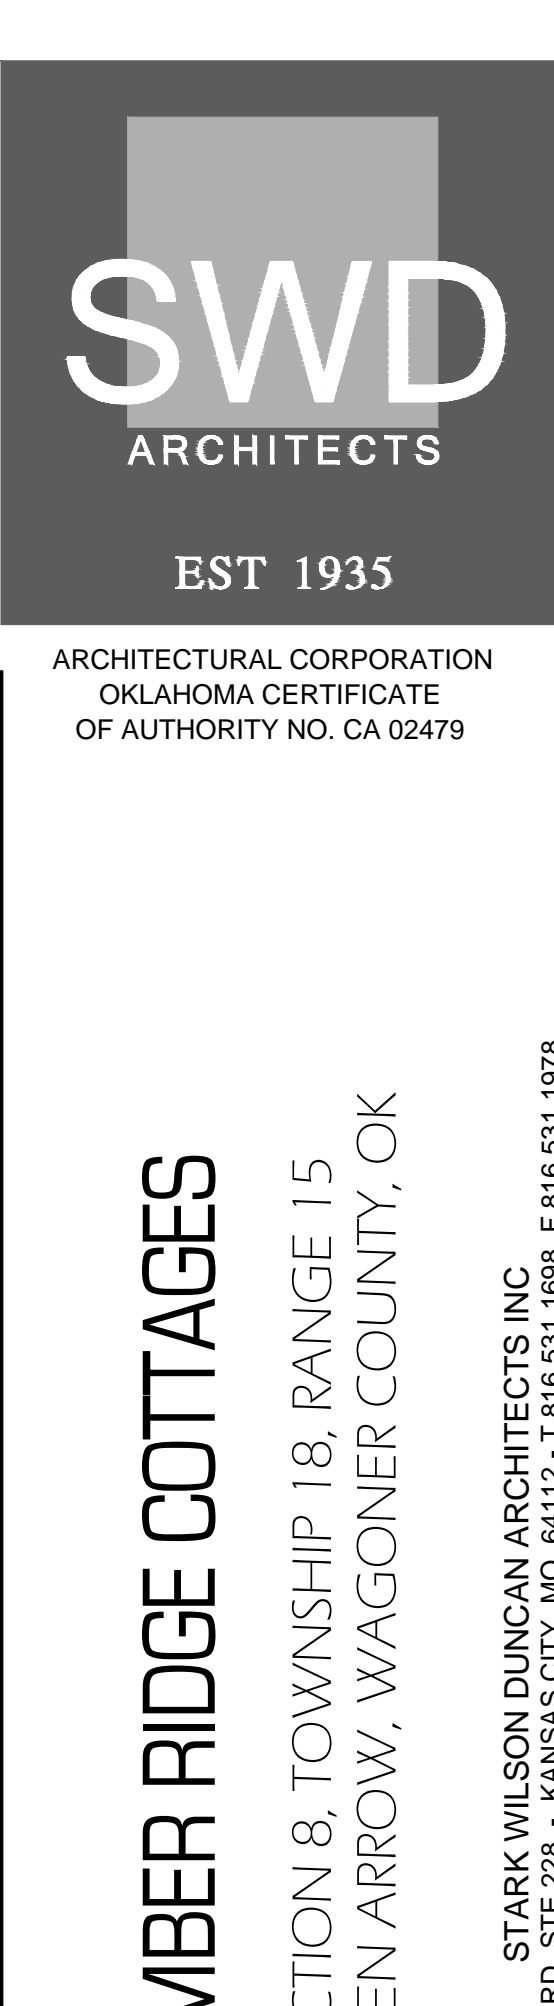 SWD
ARCHITECTS
EST 1935
ARCHITECTURAL CORPORATION
OKLAHOMA CERTIFICATE
OF AUTHORITY NO. CA 02479
RIDGE COTTAGES
8, TOWNSHIP 18, RANGE 15
ARROW, WAGONER COUNTY, OK
STARK WILSON DUNCAN ARCHITECTS INC
STE 228 - KANSAS CITY, MO 64112 - T 816 531 1698 F 816 531 1978